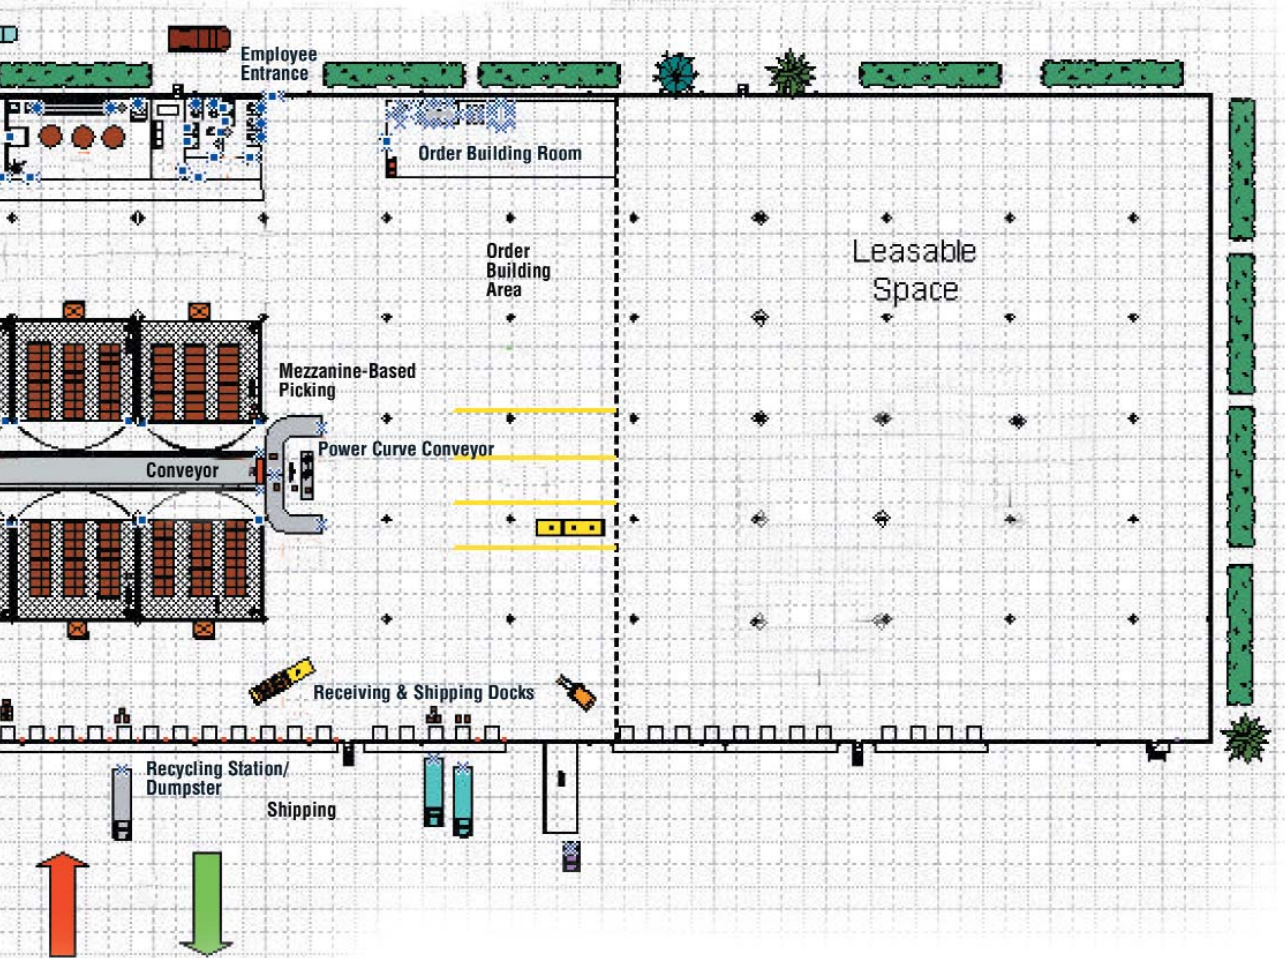 Employee
Entrance
Order Building Room
Order
Building
Area
Leasable
Space
Mezzanine-Based
Picking
Power Curve Conveyor
Conveyor
Receiving & Shipping Docks
Recycling Station/
Dumpster
Shipping